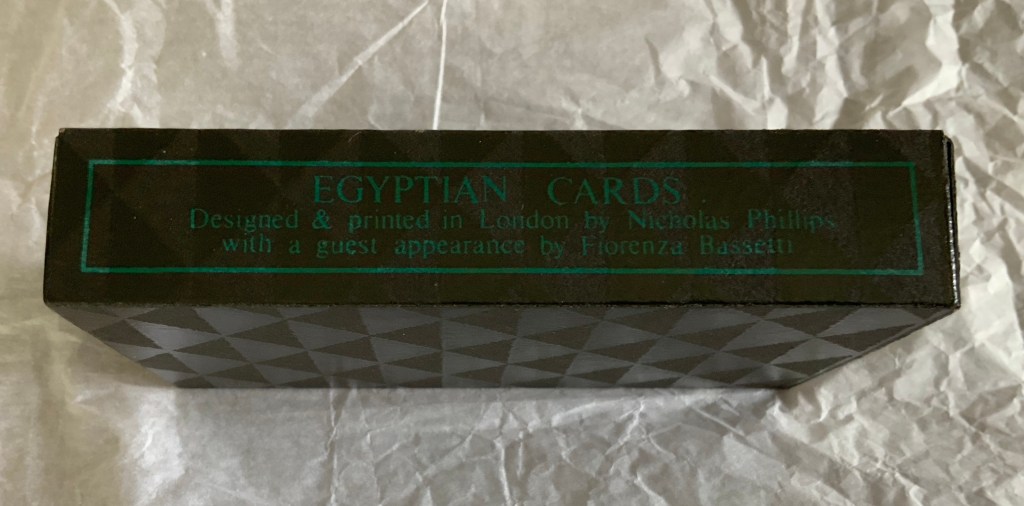 EGYPTIAN CARDS
Designed & printed in London by Nicholas Phillips
with a guest appearance by Fiorenza Bassetti